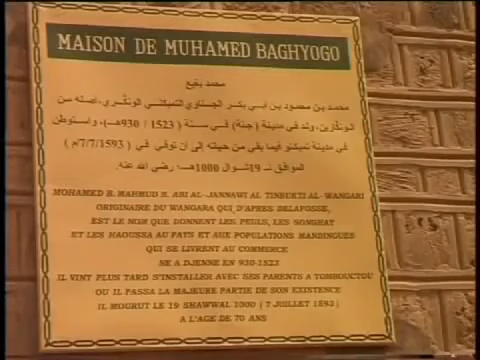 MAISON DE MUHAMED BAGHYOGO
محمد بغيع
محمد بن محمود بن أبي بكر الجناوي التنبكتي الونكري، أصله من
الونكارين، ولد في مدينة (جنة) في سنة ( 1523 / 930هـ)، واستوطن
في مدينة تمبكتو فيما بقي من حيته إلى أن توفي في (7/7/1593م )
الموافق لـ 19شوال 1000هـ، رضي الله عنه.
MOHAMED B. MAHMUD B. ABI AL-JANNAWI AL TINBUKTI AL-WANGARI
ORIGINAIRE DU WANGARA QUI, D'APRES DELAFOSSE,
EST LE NOM QUE DONNENT LES PEULS, LES SONGHAY
ET LES HAOUSSA AU PAYS ET AUX POPULATIONS MANDINGUES
QUI SE LIVRENT AU COMMERCE
NE A DJENNE EN 930-1523
IL VINT PLUS TARD S'INSTALLER AVEC SES PARENTS A TOMBOUCTOU
OU IL PASSA LA MAJEURE PARTIE DE SON EXISTENCE
IL MOURUT LE 19 SHAWWAL 1000 ( 7 JUILLET 1593)
A L'AGE DE 70 ANS